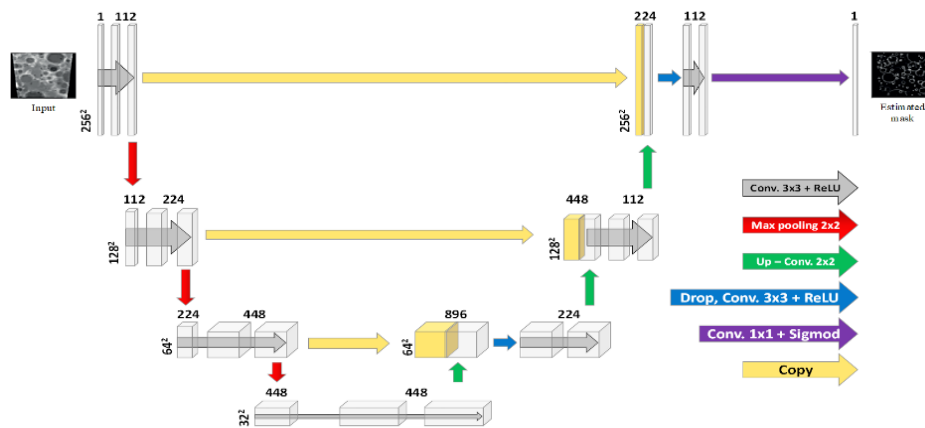 1 112
224
112
1
Input
256²
256²
Estimated
mask
112 224
448 112
128²
128²
224 448
896
224
64²
64²
448 448
32²
Conv. 3x3 + ReLU
Max pooling 2x2
Up – Conv. 2x2
Drop, Conv. 3x3 + ReLU
Conv. 1x1 + Sigmod
Copy